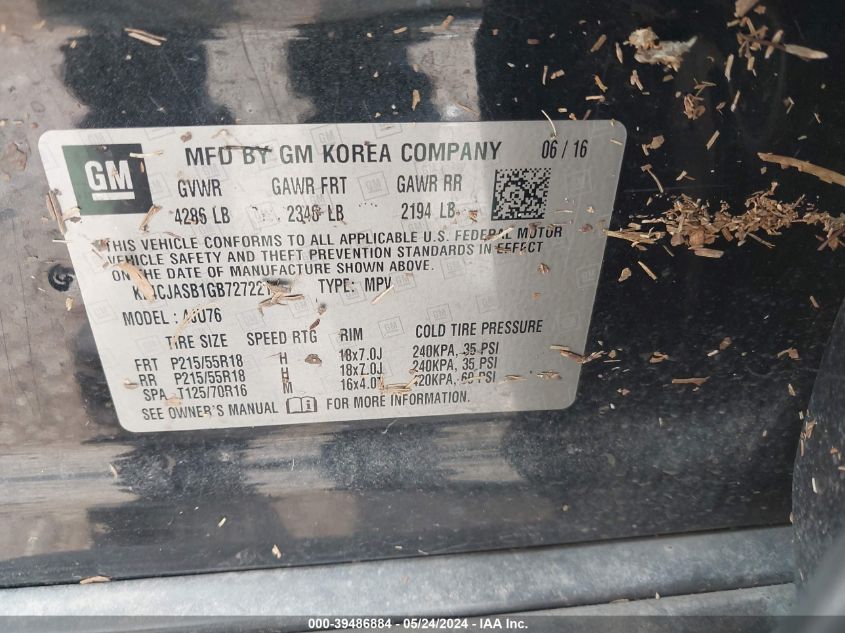 GM
MFD BY GM KOREA COMPANY 06 / 16
GVWR GAWR FRT GAWR RR
4286 LB LB 2194 LB
THIS VEHICLE CONFORMS TO ALL APPLICABLE U.S. FEDERAL MOTOR
VEHICLE SAFETY AND THEFT PREVENTION STANDARDS IN EFFECT
ON THE DATE OF MANUFACTURE SHOWN ABOVE.
TYPE: MPV
MODEL:
TIRE SIZE SPEED RTG RIM COLD TIRE PRESSURE
FRT P215/55R18 H 18x7.0J 240KPA, 35 PSI
RR P215/55R18 H 18x7.0J 240KPA, 35 PSI
SPA T125/70R16 M PSI
SEE OWNER'S MANUAL FOR MORE INFORMATION.
000-39486884 / 05/24/2024 / IAA Inc.